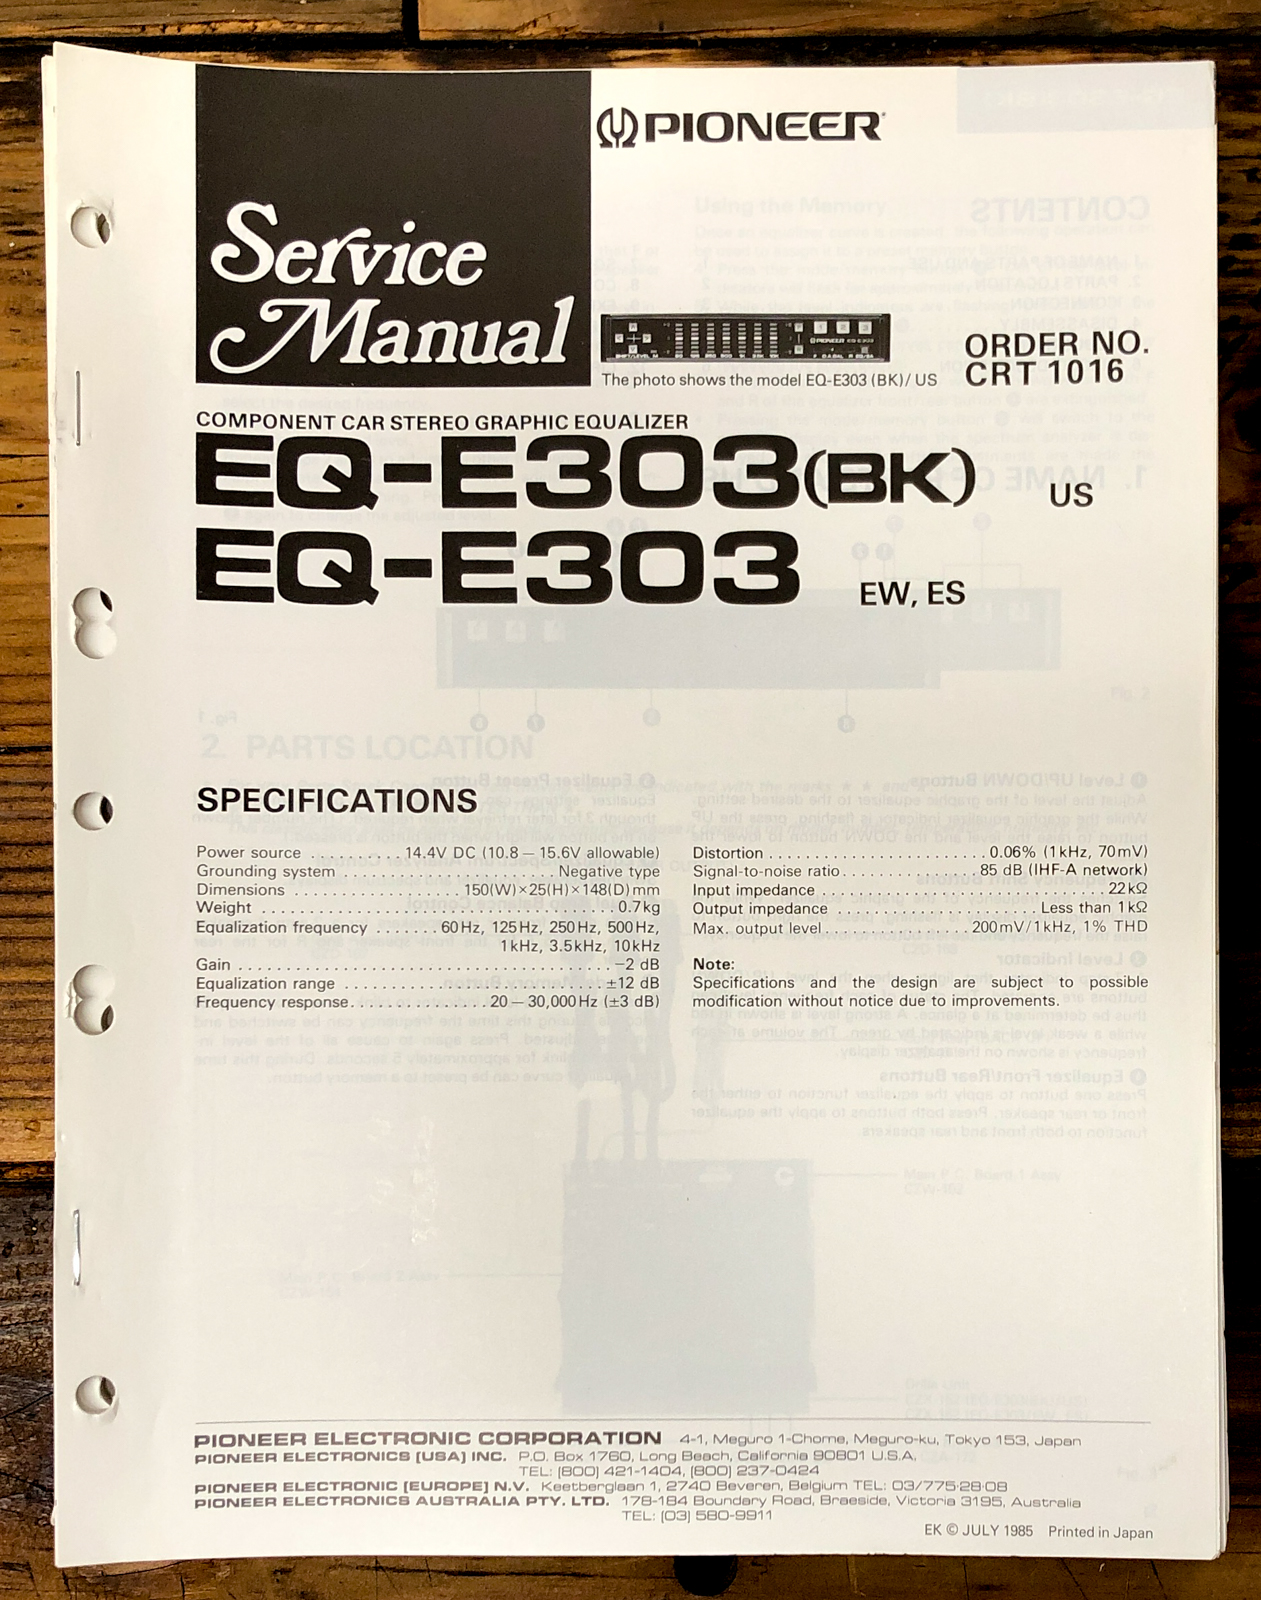 PIONEER
Service
Manual
PIONEER EQ-E303
The photo shows the model EQ-E303 (BK)/ US
ORDER NO.
CRT 1016
COMPONENT CAR STEREO GRAPHIC EQUALIZER
EQ-E303(BK) US
EQ-E303 EW, ES
SPECIFICATIONS
Power source .......... 14.4V DC (10.8 — 15.6V allowable)
Grounding system ........................ Negative type
Dimensions .................. 150(W)×25(H)×148(D)mm
Weight ....................................... 0.7kg
Equalization frequency ....... 60Hz, 125Hz, 250Hz, 500Hz,
1kHz, 3.5kHz, 10kHz
Gain ......................................... −2 dB
Equalization range ............................ ±12 dB
Frequency response.............. 20 — 30,000Hz (±3 dB)
Distortion ........................ 0.06% (1kHz, 70mV)
Signal-to-noise ratio .............. 85 dB (IHF-A network)
Input impedance ............................... 22kΩ
Output impedance ..................... Less than 1kΩ
Max. output level ............... 200mV/1kHz, 1% THD
Note:
Specifications and the design are subject to possible
modification without notice due to improvements.
PIONEER ELECTRONIC CORPORATION 4-1, Meguro 1-Chome, Meguro-ku, Tokyo 153, Japan
PIONEER ELECTRONICS [USA] INC. P.O. Box 1760, Long Beach, California 90801 U.S.A.
TEL: [800] 421-1404, [800] 237-0424
PIONEER ELECTRONIC [EUROPE] N.V. Keetberglaan 1, 2740 Beveren, Belgium TEL: 03/775·28·08
PIONEER ELECTRONICS AUSTRALIA PTY. LTD. 178-184 Boundary Road, Braeside, Victoria 3195, Australia
TEL: [03] 580-9911
EK © JULY 1985 Printed in Japan